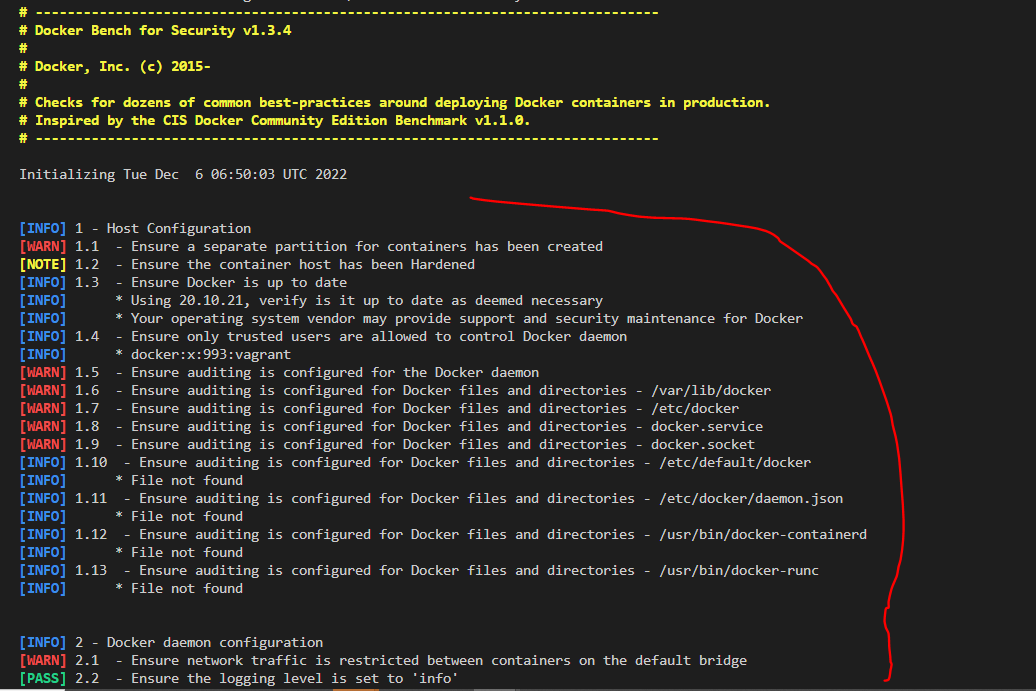 # ------------------------------------------------------------------------------
# Docker Bench for Security v1.3.4
#
# Docker, Inc. (c) 2015-
#
# Checks for dozens of common best-practices around deploying Docker containers in production.
# Inspired by the CIS Docker Community Edition Benchmark v1.1.0.
# ------------------------------------------------------------------------------
Initializing Tue Dec  6 06:50:03 UTC 2022
[INFO] 1 - Host Configuration
[WARN] 1.1  - Ensure a separate partition for containers has been created
[NOTE] 1.2  - Ensure the container host has been Hardened
[INFO] 1.3  - Ensure Docker is up to date
[INFO]      * Using 20.10.21, verify is it up to date as deemed necessary
[INFO]      * Your operating system vendor may provide support and security maintenance for Docker
[INFO] 1.4  - Ensure only trusted users are allowed to control Docker daemon
[INFO]      * docker:x:993:vagrant
[WARN] 1.5  - Ensure auditing is configured for the Docker daemon
[WARN] 1.6  - Ensure auditing is configured for Docker files and directories - /var/lib/docker
[WARN] 1.7  - Ensure auditing is configured for Docker files and directories - /etc/docker
[WARN] 1.8  - Ensure auditing is configured for Docker files and directories - docker.service
[WARN] 1.9  - Ensure auditing is configured for Docker files and directories - docker.socket
[INFO] 1.10  - Ensure auditing is configured for Docker files and directories - /etc/default/docker
[INFO]      * File not found
[INFO] 1.11  - Ensure auditing is configured for Docker files and directories - /etc/docker/daemon.json
[INFO]      * File not found
[INFO] 1.12  - Ensure auditing is configured for Docker files and directories - /usr/bin/docker-containerd
[INFO]      * File not found
[INFO] 1.13  - Ensure auditing is configured for Docker files and directories - /usr/bin/docker-runc
[INFO]      * File not found
[INFO] 2 - Docker daemon configuration
[WARN] 2.1  - Ensure network traffic is restricted between containers on the default bridge
[PASS] 2.2  - Ensure the logging level is set to 'info'